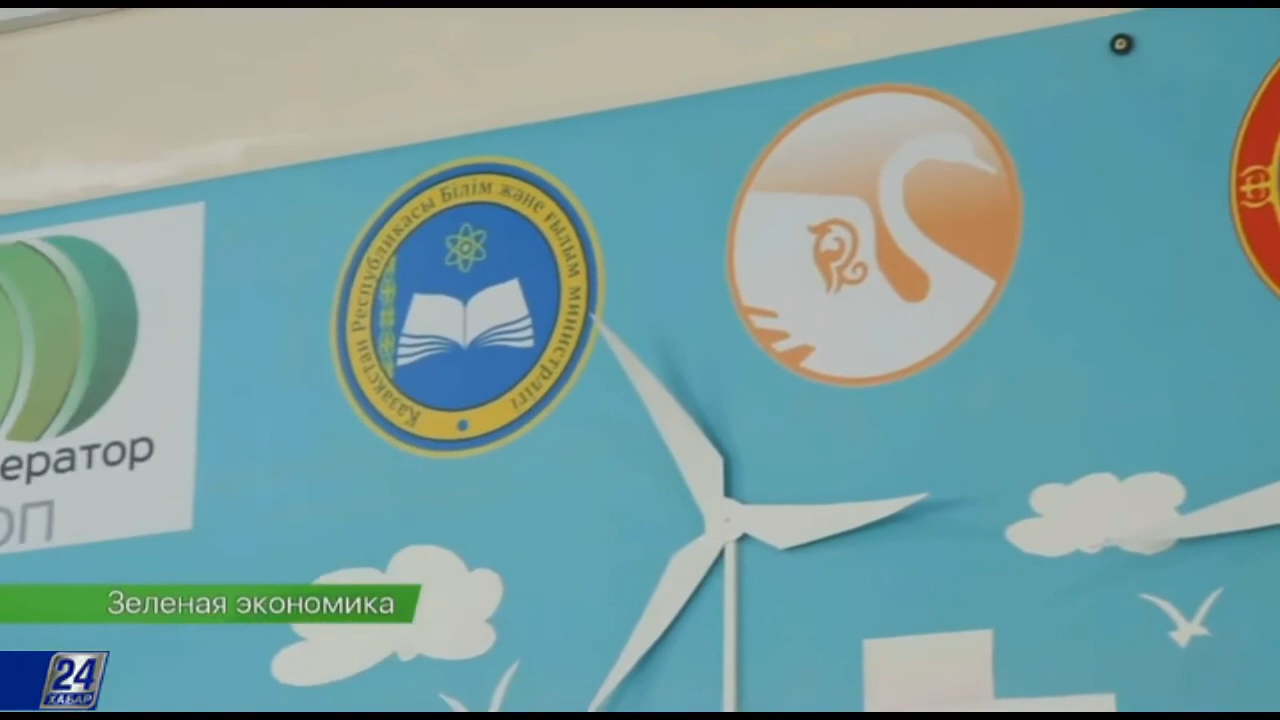 Қазақстан Республикасы Білім және ғылым министрлігі
ератор
ОП
Зеленая экономика
24
ХАБАР